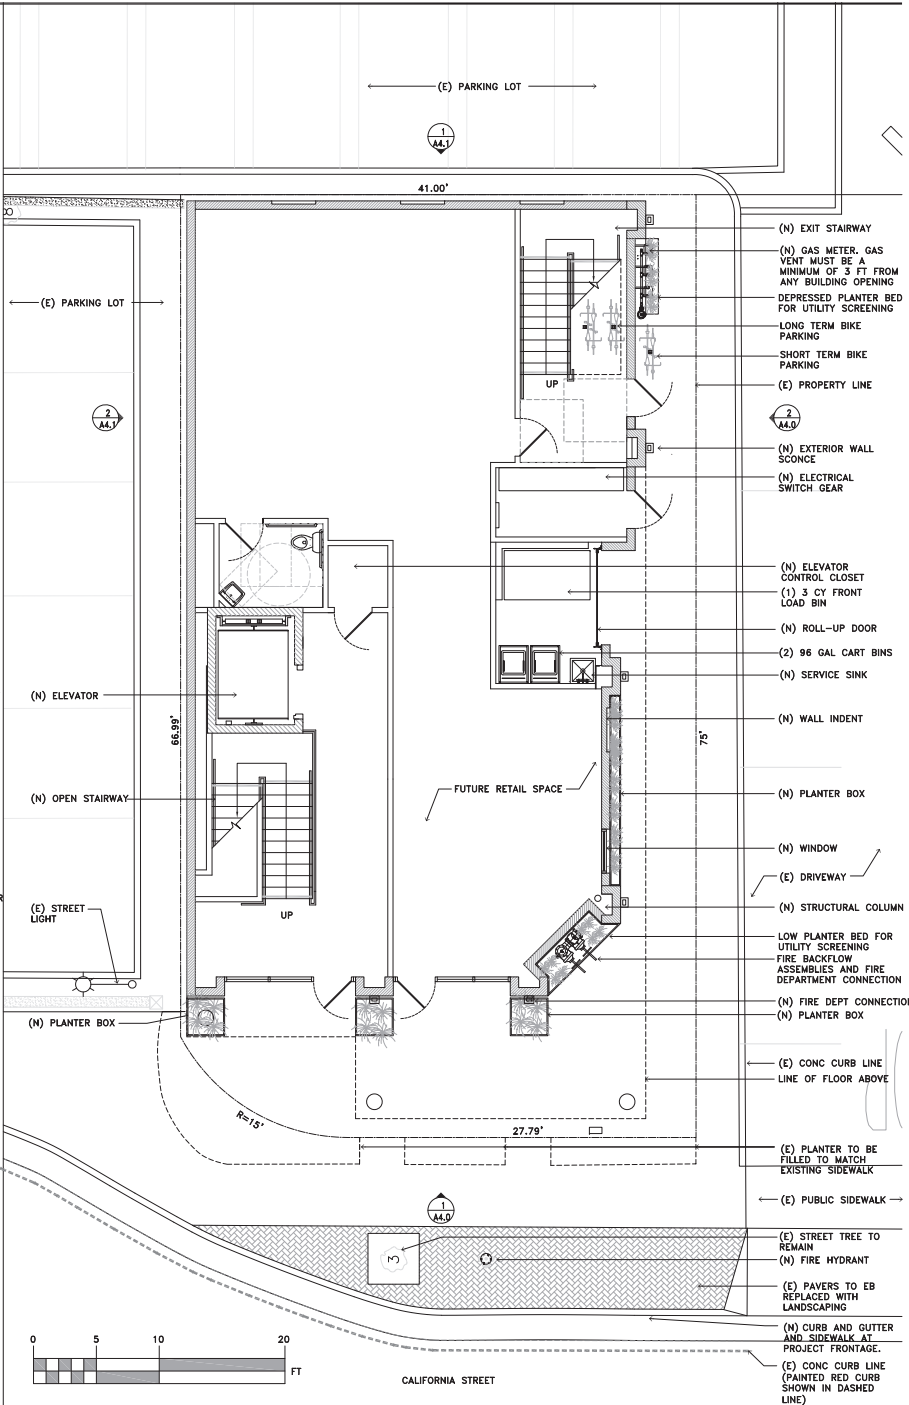 (E) PARKING LOT
1
A4.1
41.00'
(N) EXIT STAIRWAY
(N) GAS METER. GAS
VENT MUST BE A
MINIMUM OF 3 FT FROM
ANY BUILDING OPENING
(E) PARKING LOT
DEPRESSED PLANTER BED
FOR UTILITY SCREENING
LONG TERM BIKE
PARKING
SHORT TERM BIKE
PARKING
UP
(E) PROPERTY LINE
2
A4.1
2
A4.0
(N) EXTERIOR WALL
SCONCE
(N) ELECTRICAL
SWITCH GEAR
(N) ELEVATOR
CONTROL CLOSET
(1) 3 CY FRONT
LOAD BIN
(N) ROLL-UP DOOR
(2) 96 GAL CART BINS
(N) SERVICE SINK
(N) ELEVATOR
66.99'
(N) WALL INDENT
75'
FUTURE RETAIL SPACE
(N) OPEN STAIRWAY
(N) PLANTER BOX
(N) WINDOW
(E) DRIVEWAY
(E) STREET
LIGHT
UP
(N) STRUCTURAL COLUMN
LOW PLANTER BED FOR
UTILITY SCREENING
FIRE BACKFLOW
ASSEMBLIES AND FIRE
DEPARTMENT CONNECTION
(N) FIRE DEPT CONNECTION
(N) PLANTER BOX
(N) PLANTER BOX
(E) CONC CURB LINE
LINE OF FLOOR ABOVE
R=15'
27.79'
(E) PLANTER TO BE
FILLED TO MATCH
EXISTING SIDEWALK
(E) PUBLIC SIDEWALK
1
A4.0
(E) STREET TREE TO
REMAIN
3
(N) FIRE HYDRANT
(E) PAVERS TO EB
REPLACED WITH
LANDSCAPING
(N) CURB AND GUTTER
AND SIDEWALK AT
PROJECT FRONTAGE.
0 5 10 20
FT
CALIFORNIA STREET
(E) CONC CURB LINE
(PAINTED RED CURB
SHOWN IN DASHED
LINE)